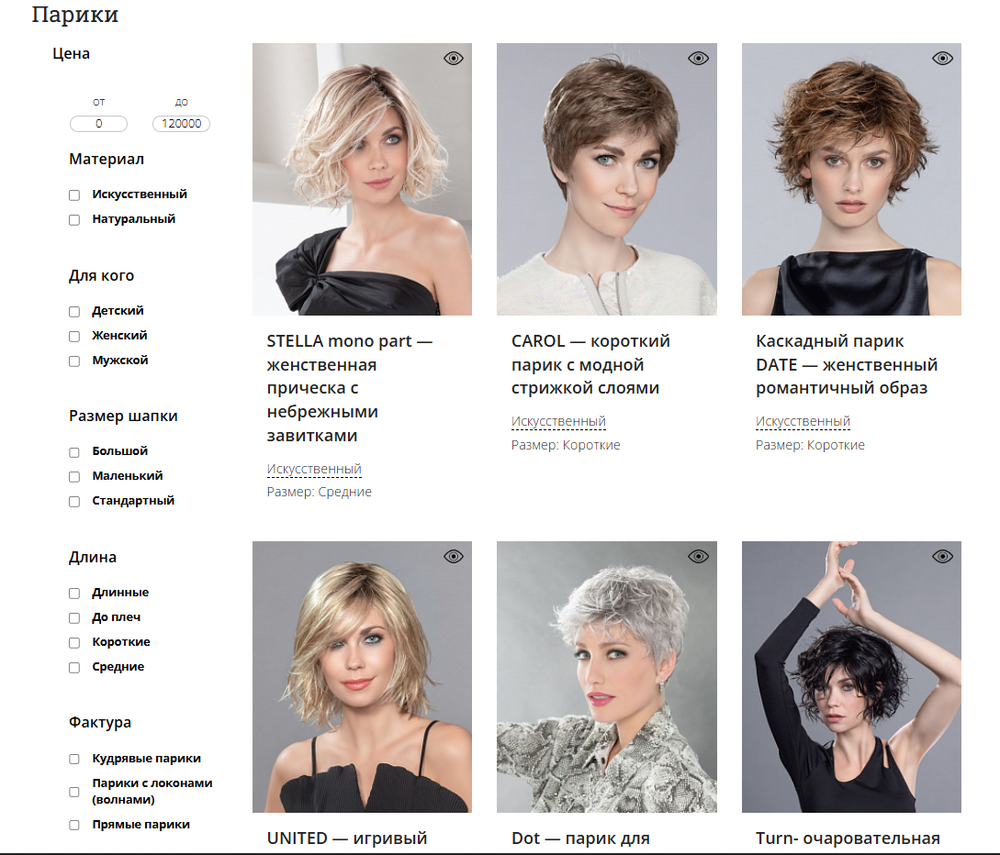 Парики
Цена
от
до
0
120000
Материал
Искусственный
Натуральный
Для кого
Детский
Женский
Мужской
Размер шапки
Большой
Маленький
Стандартный
Длина
Длинные
До плеч
Короткие
Средние
Фактура
Кудрявые парики
Парики с локонами
(волнами)
Прямые парики
STELLA mono part —
женственная
прическа с
небрежными
завитками
Искусственный
Размер: Средние
CAROL — короткий
парик с модной
стрижкой слоями
Искусственный
Размер: Короткие
Каскадный парик
DATE — женственный
романтичный образ
Искусственный
Размер: Короткие
UNITED — игривый
Dot — парик для
Turn- очаровательная